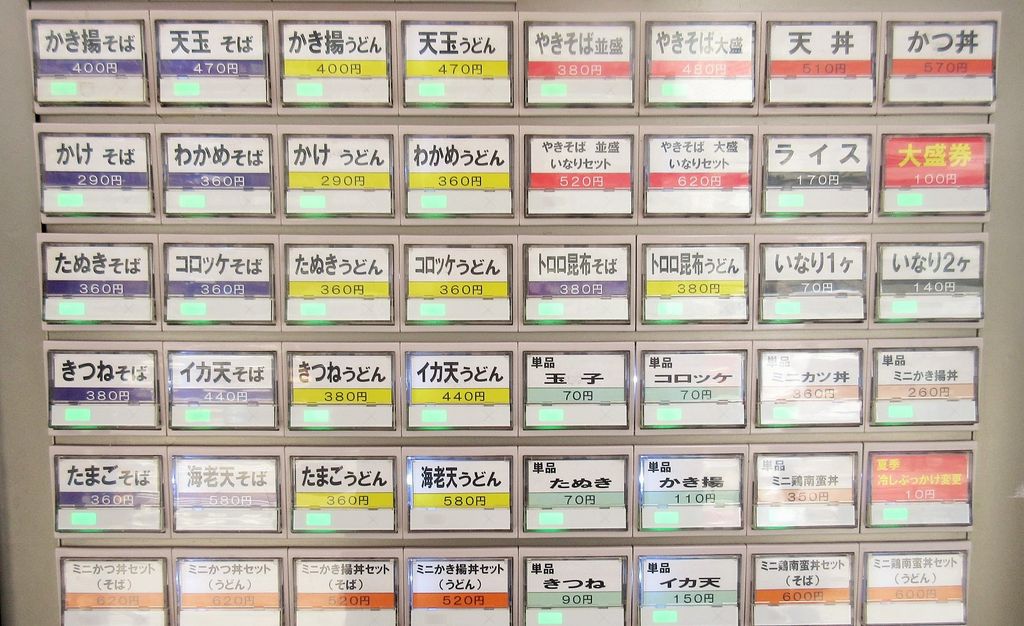 かき揚そば
400円
天玉 そば
470円
かき揚うどん
400円
天玉うどん
470円
やきそば並盛
380円
やきそば大盛
480円
天 丼
510円
かつ丼
570円
かけ そば
290円
わかめそば
360円
かけ うどん
290円
わかめうどん
360円
やきそば 並盛
いなりセット
520円
やきそば 大盛
いなりセット
620円
ライス
170円
大盛券
100円
たぬきそば
360円
コロッケそば
360円
たぬきうどん
360円
コロッケうどん
360円
トロロ昆布そば
380円
トロロ昆布うどん
380円
いなり1ヶ
70円
いなり2ヶ
140円
きつねそば
380円
イカ天そば
440円
きつねうどん
380円
イカ天うどん
440円
単品
玉 子
70円
単品
コロッケ
70円
単品
ミニカツ丼
360円
単品
ミニかき揚丼
260円
たまごそば
360円
海老天そば
580円
たまごうどん
360円
海老天うどん
580円
単品
たぬき
70円
単品
かき揚
110円
単品
ミニ鶏南蛮丼
350円
夏季
冷しぶっかけ変更
10円
ミニかつ丼セット
（そば）
620円
ミニかつ丼セット
（うどん）
620円
ミニかき揚丼セット
（そば）
520円
ミニかき揚丼セット
（うどん）
520円
単品
きつね
90円
単品
イカ天
150円
ミニ鶏南蛮丼セット
（そば）
600円
ミニ鶏南蛮丼セット
（うどん）
600円